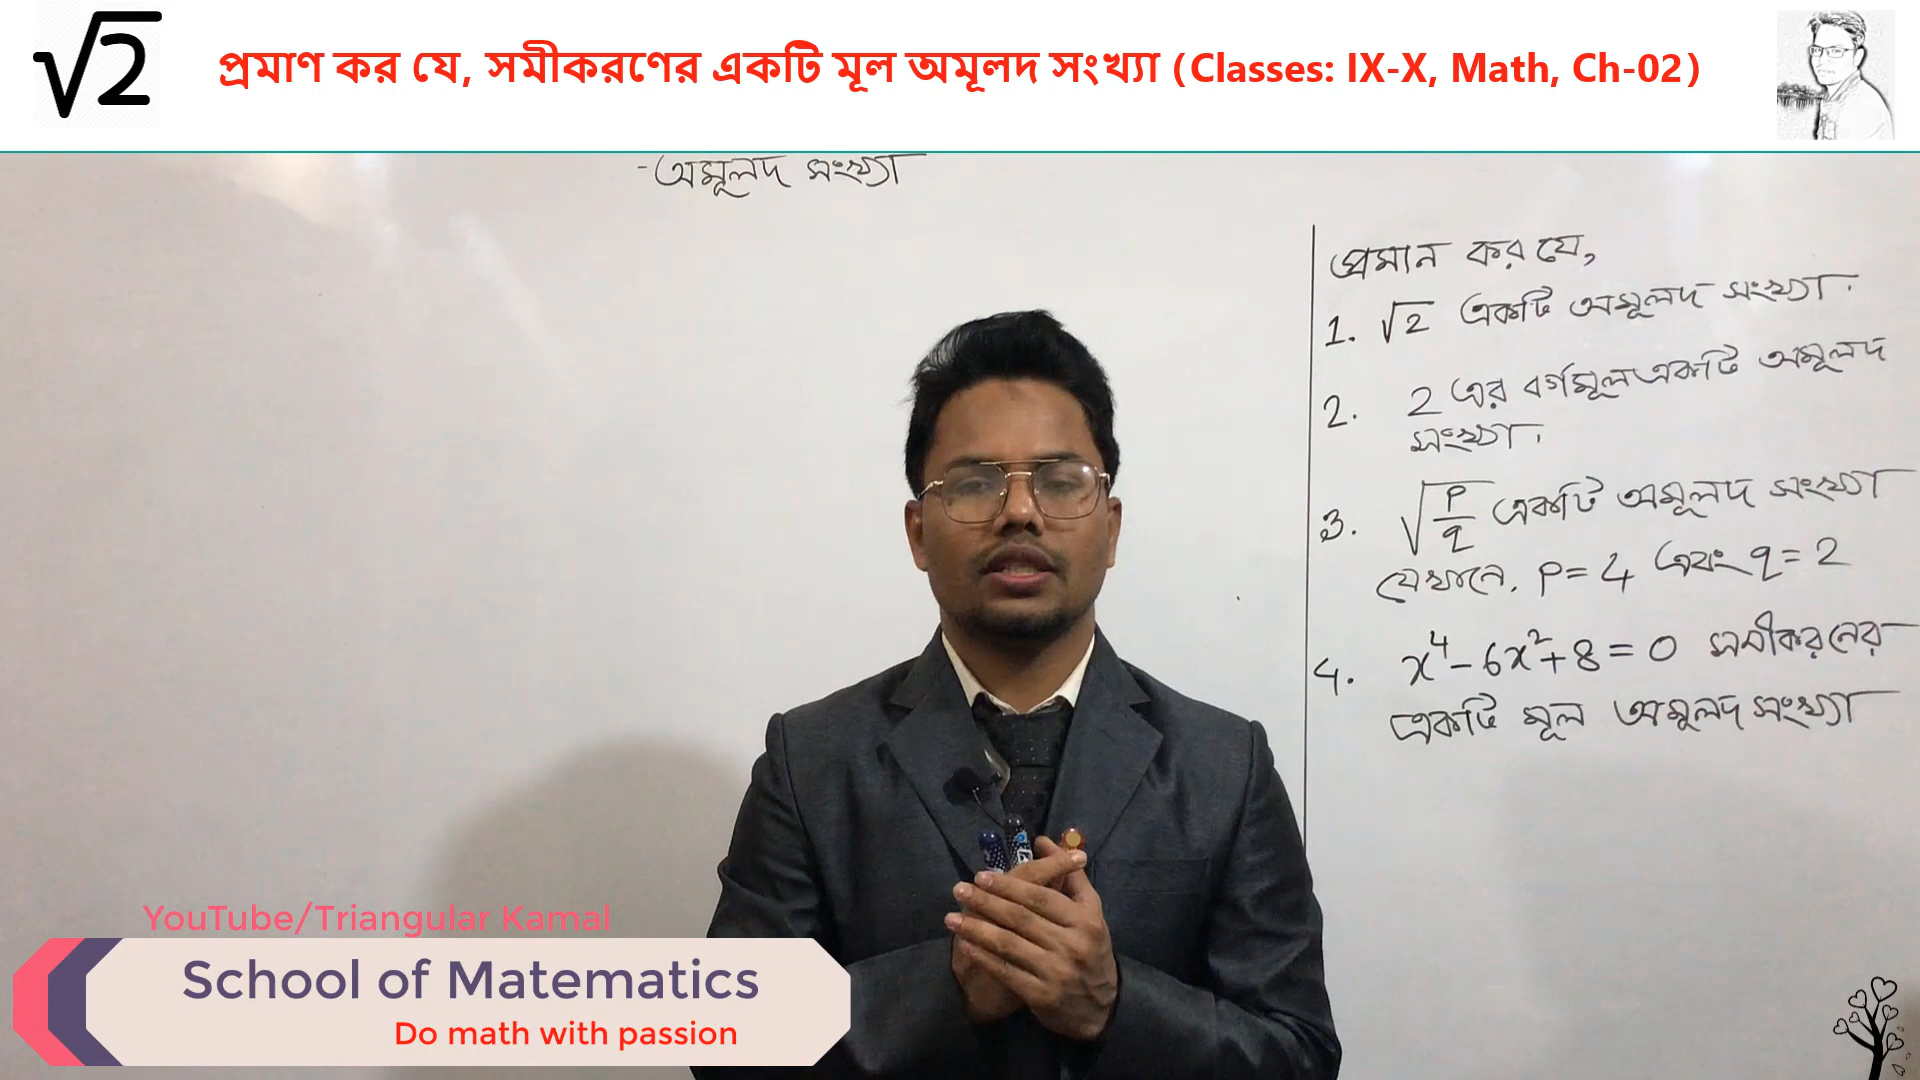 √2
প্রমাণ কর যে, সমীকরণের একটি মূল অমূলদ সংখ্যা (Classes: IX-X, Math, Ch-02)
-অমূলদ সংখ্যা
প্রমান কর যে,
1. √2 একটি অমূলদ সংখ্যা.
2. 2 এর বর্গমূল একটি অমূলদ
সংখ্যা.
3. √(p/q) একটি অমূলদ সংখ্যা
যেখানে, p=4 এবং q=2
4. x⁴-6x²+8=0 সমীকরনের
একটি মূল অমূলদ সংখ্যা
YouTube/Triangular Kamal
School of Matematics
Do math with passion